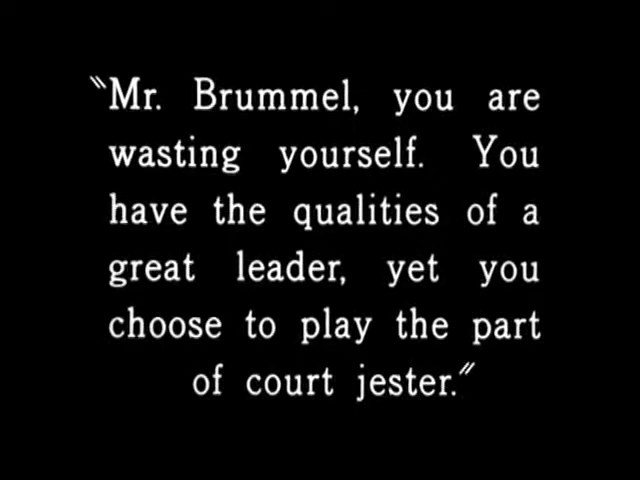 "Mr. Brummel, you are
wasting yourself. You
have the qualities of a
great leader, yet you
choose to play the part
of court jester."